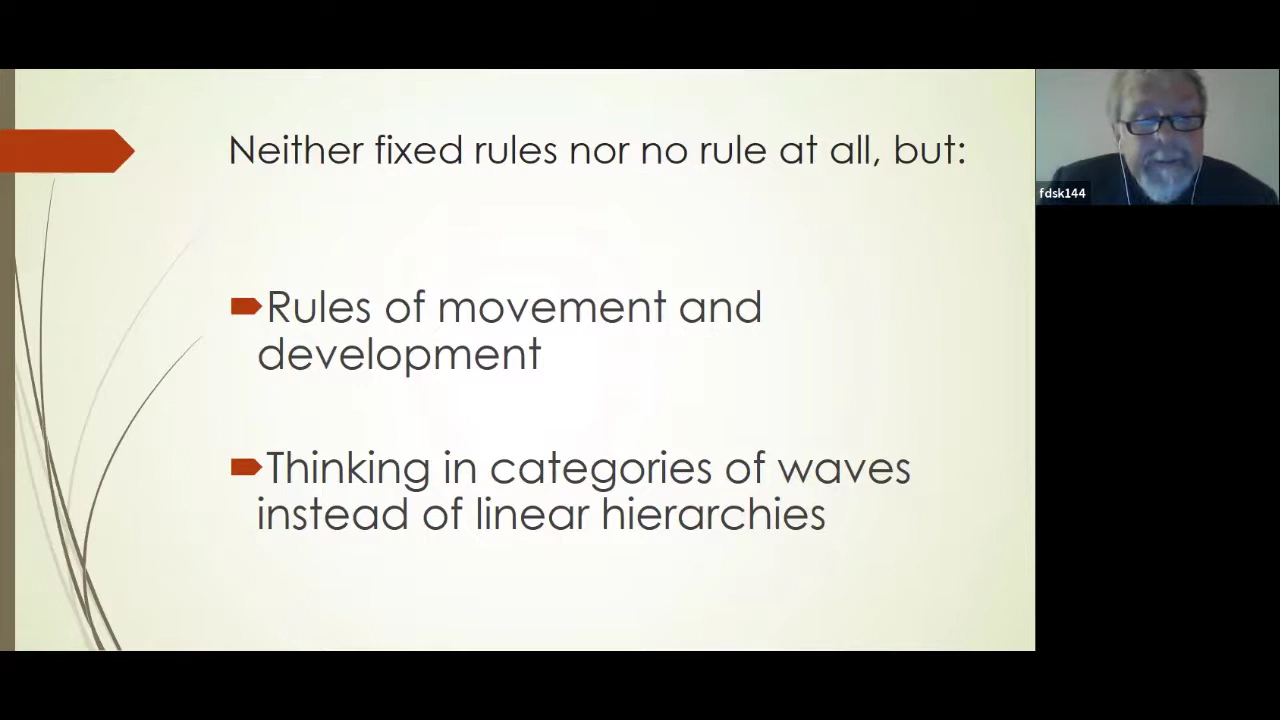 Neither fixed rules nor no rule at all, but:
Rules of movement and
development
Thinking in categories of waves
instead of linear hierarchies
fdsk144